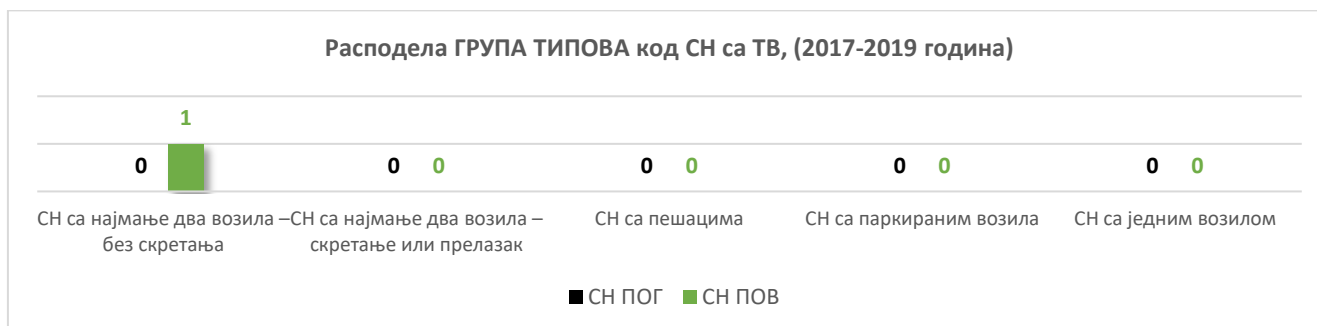 Расподела ГРУПА ТИПОВА код СН са ТВ, (2017-2019 година)
1
0
0 0
0 0
0 0
0 0
СН са најмање два возила – без скретања
СН са најмање два возила – скретање или прелазак
СН са пешацима
СН са паркираним возила
СН са једним возилом
СН ПОГ СН ПОВ